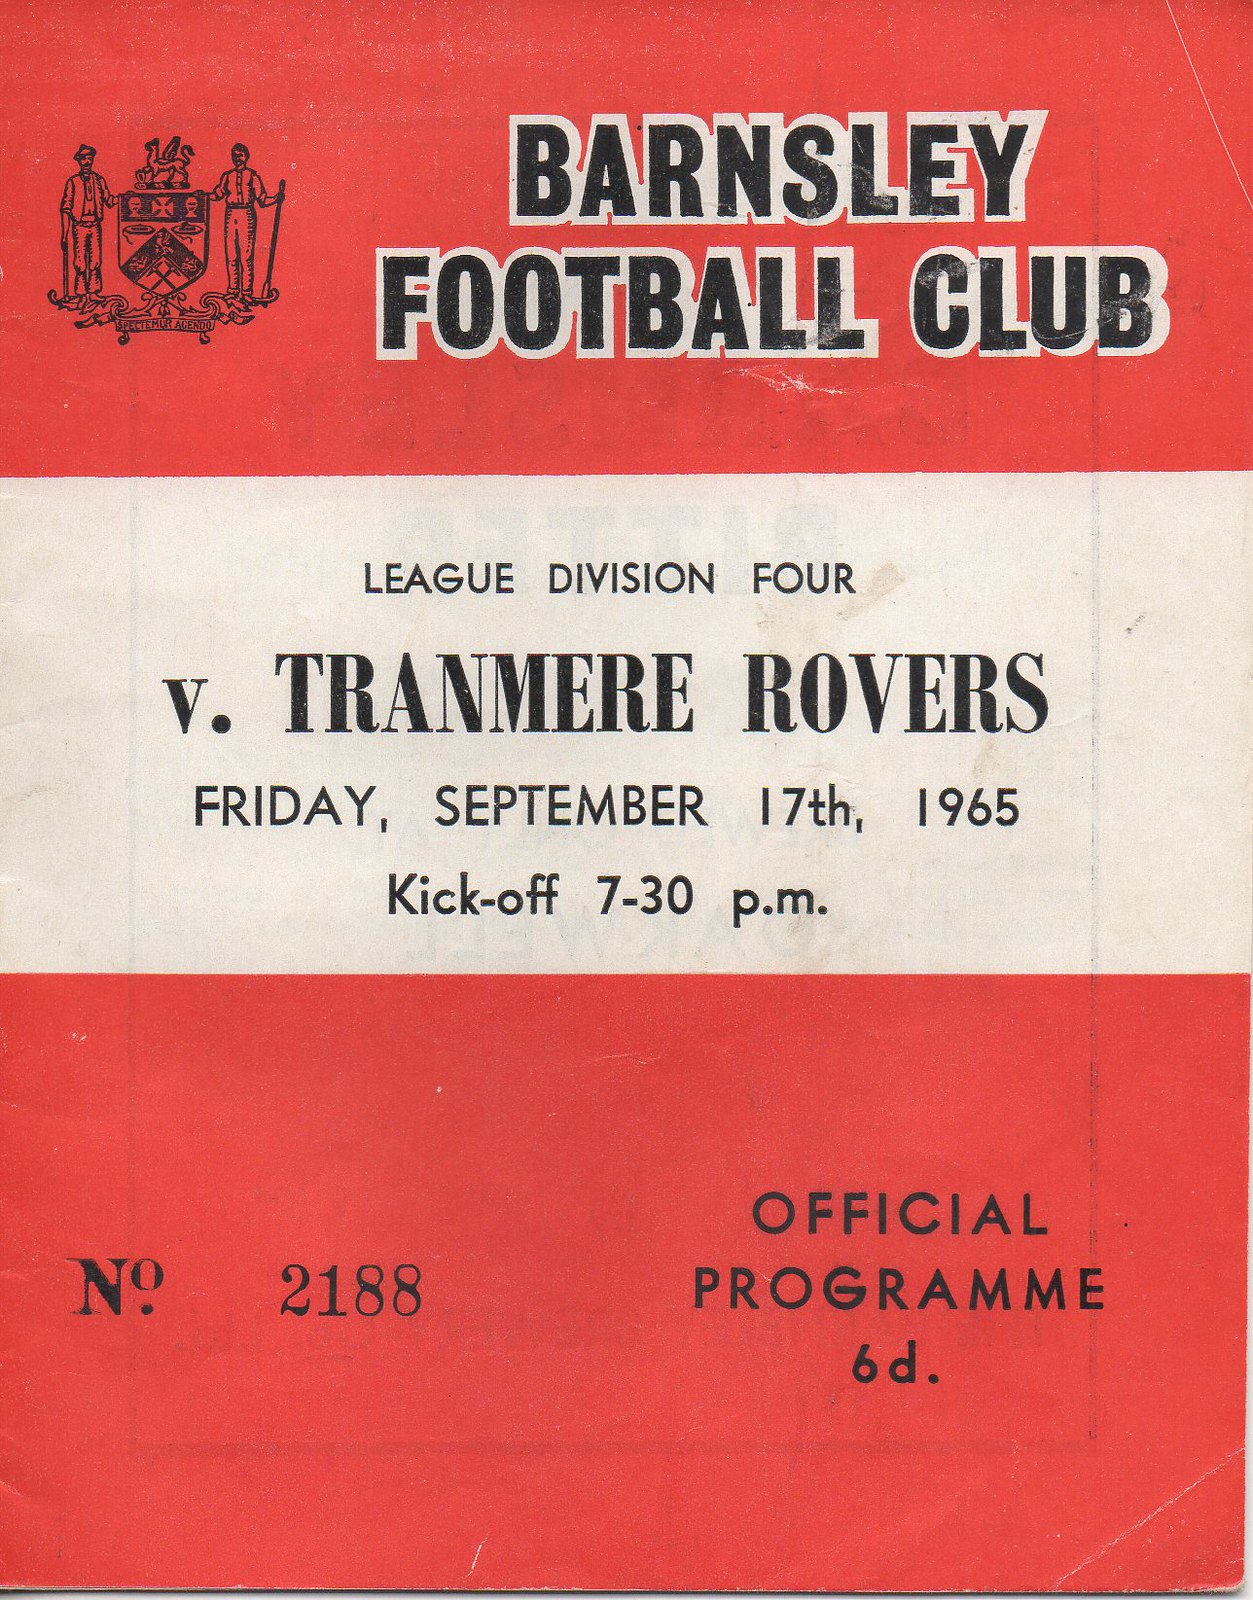 BARNSLEY
FOOTBALL CLUB
SPECTEMUR AGENDO
LEAGUE DIVISION FOUR
v. TRANMERE ROVERS
FRIDAY, SEPTEMBER 17th, 1965
Kick-off 7-30 p.m.
OFFICIAL
PROGRAMME
6d.
No. 2188